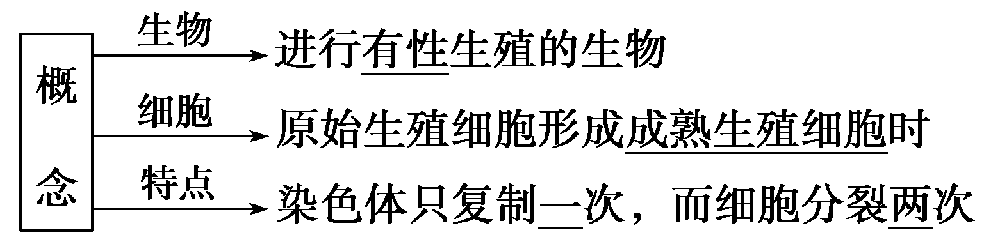 概念
生物
进行有性生殖的生物
细胞
原始生殖细胞形成成熟生殖细胞时
特点
染色体只复制一次，而细胞分裂两次